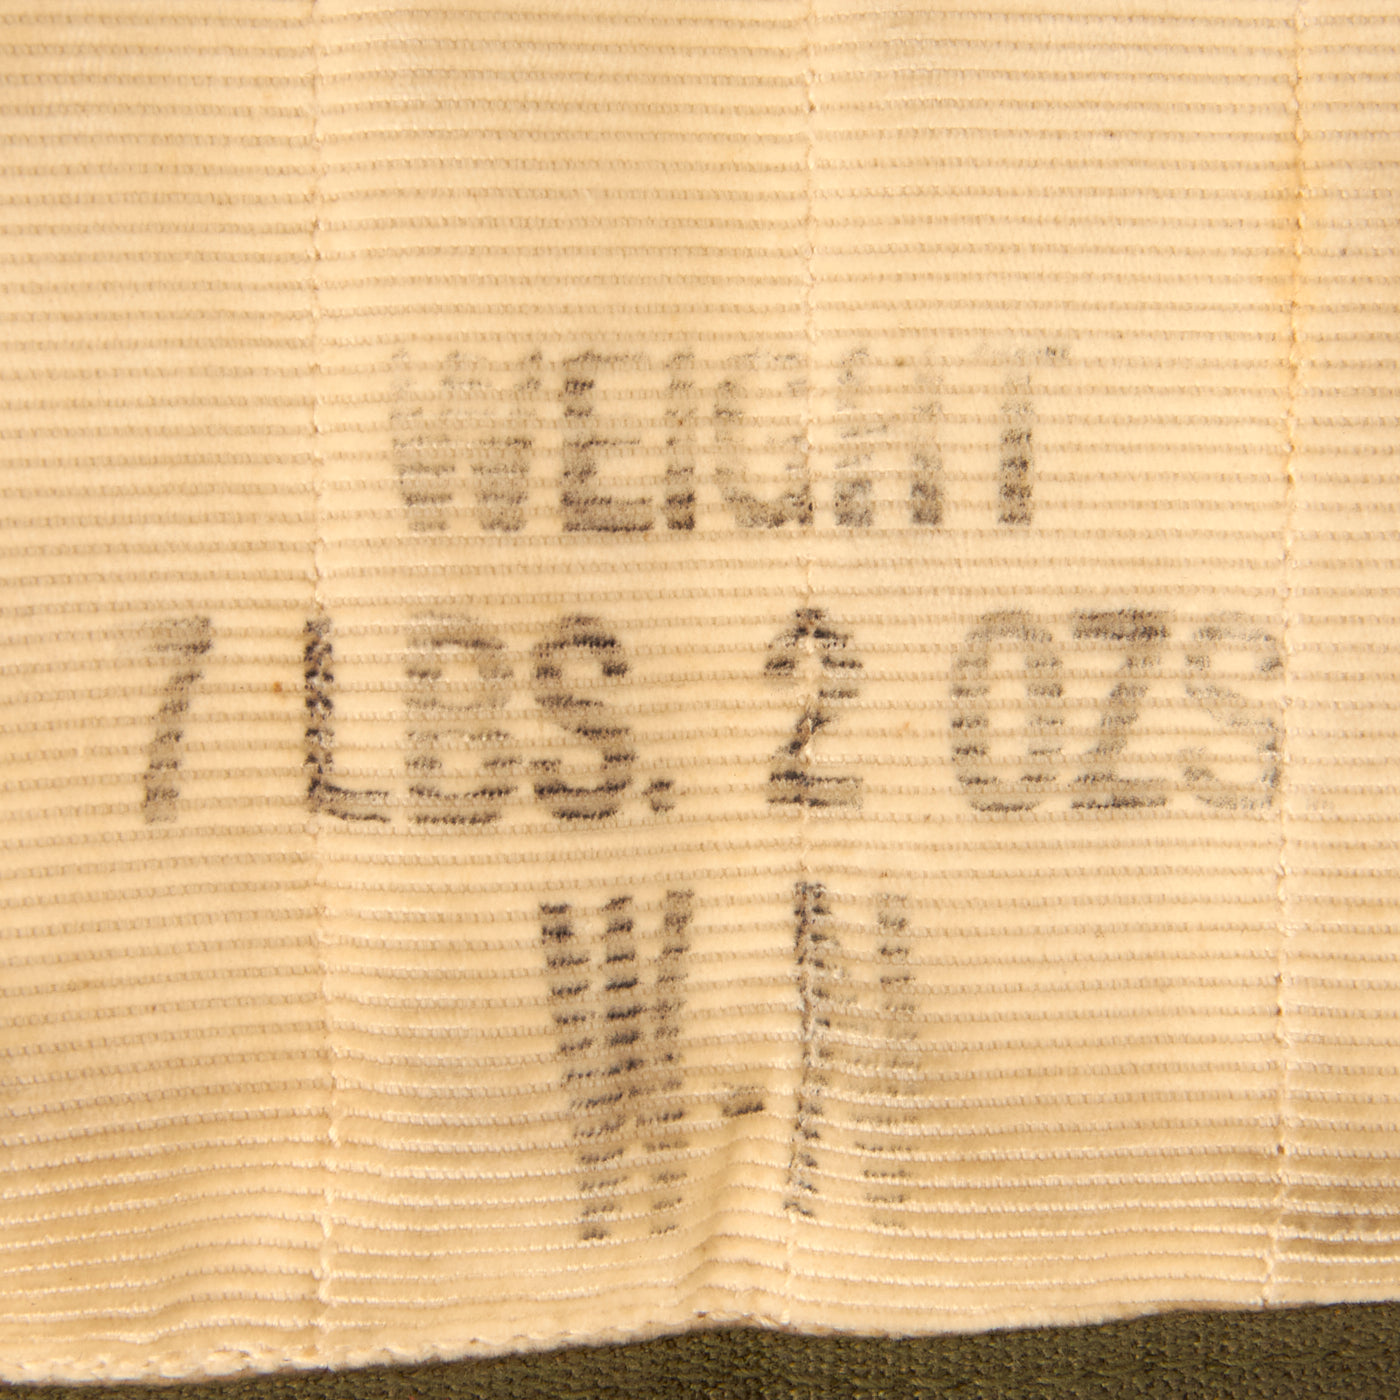 WEIGHT
7 LBS. 2 OZS
W-N